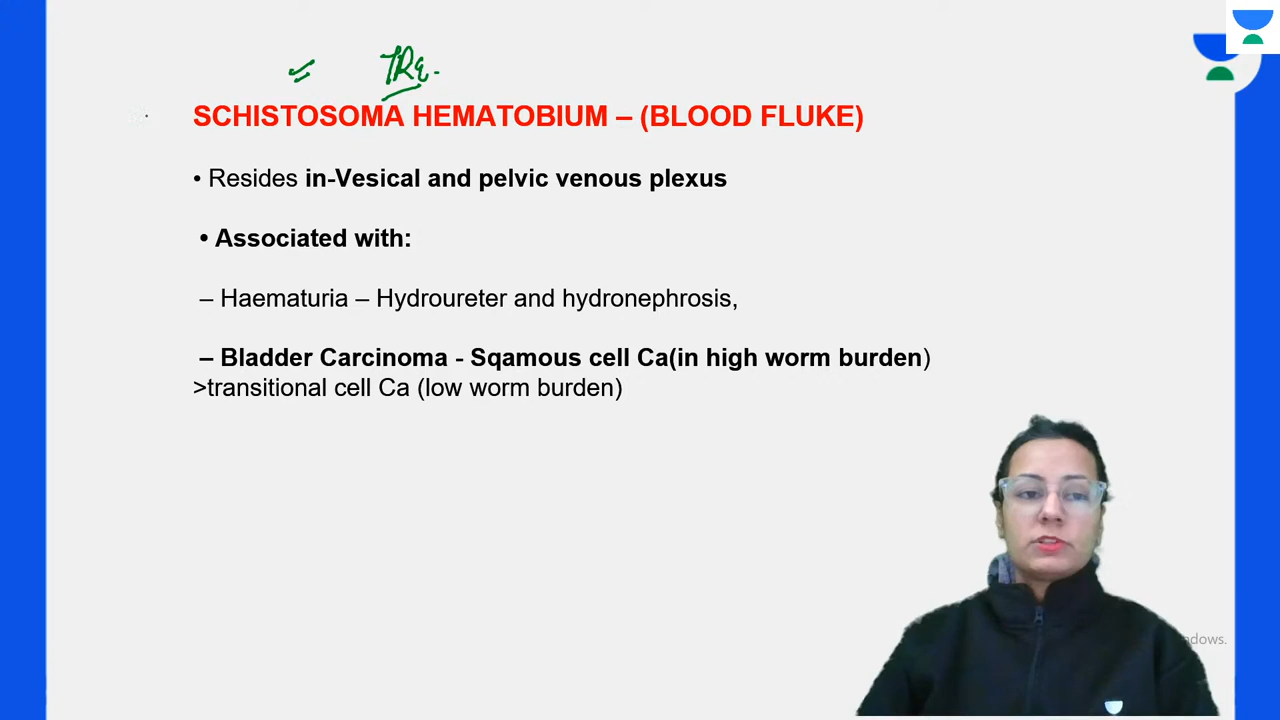 SCHISTOSOMA HEMATOBIUM – (BLOOD FLUKE)
• Resides in-Vesical and pelvic venous plexus
• Associated with:
– Haematuria – Hydroureter and hydronephrosis,
– Bladder Carcinoma - Sqamous cell Ca(in high worm burden)
>transitional cell Ca (low worm burden)